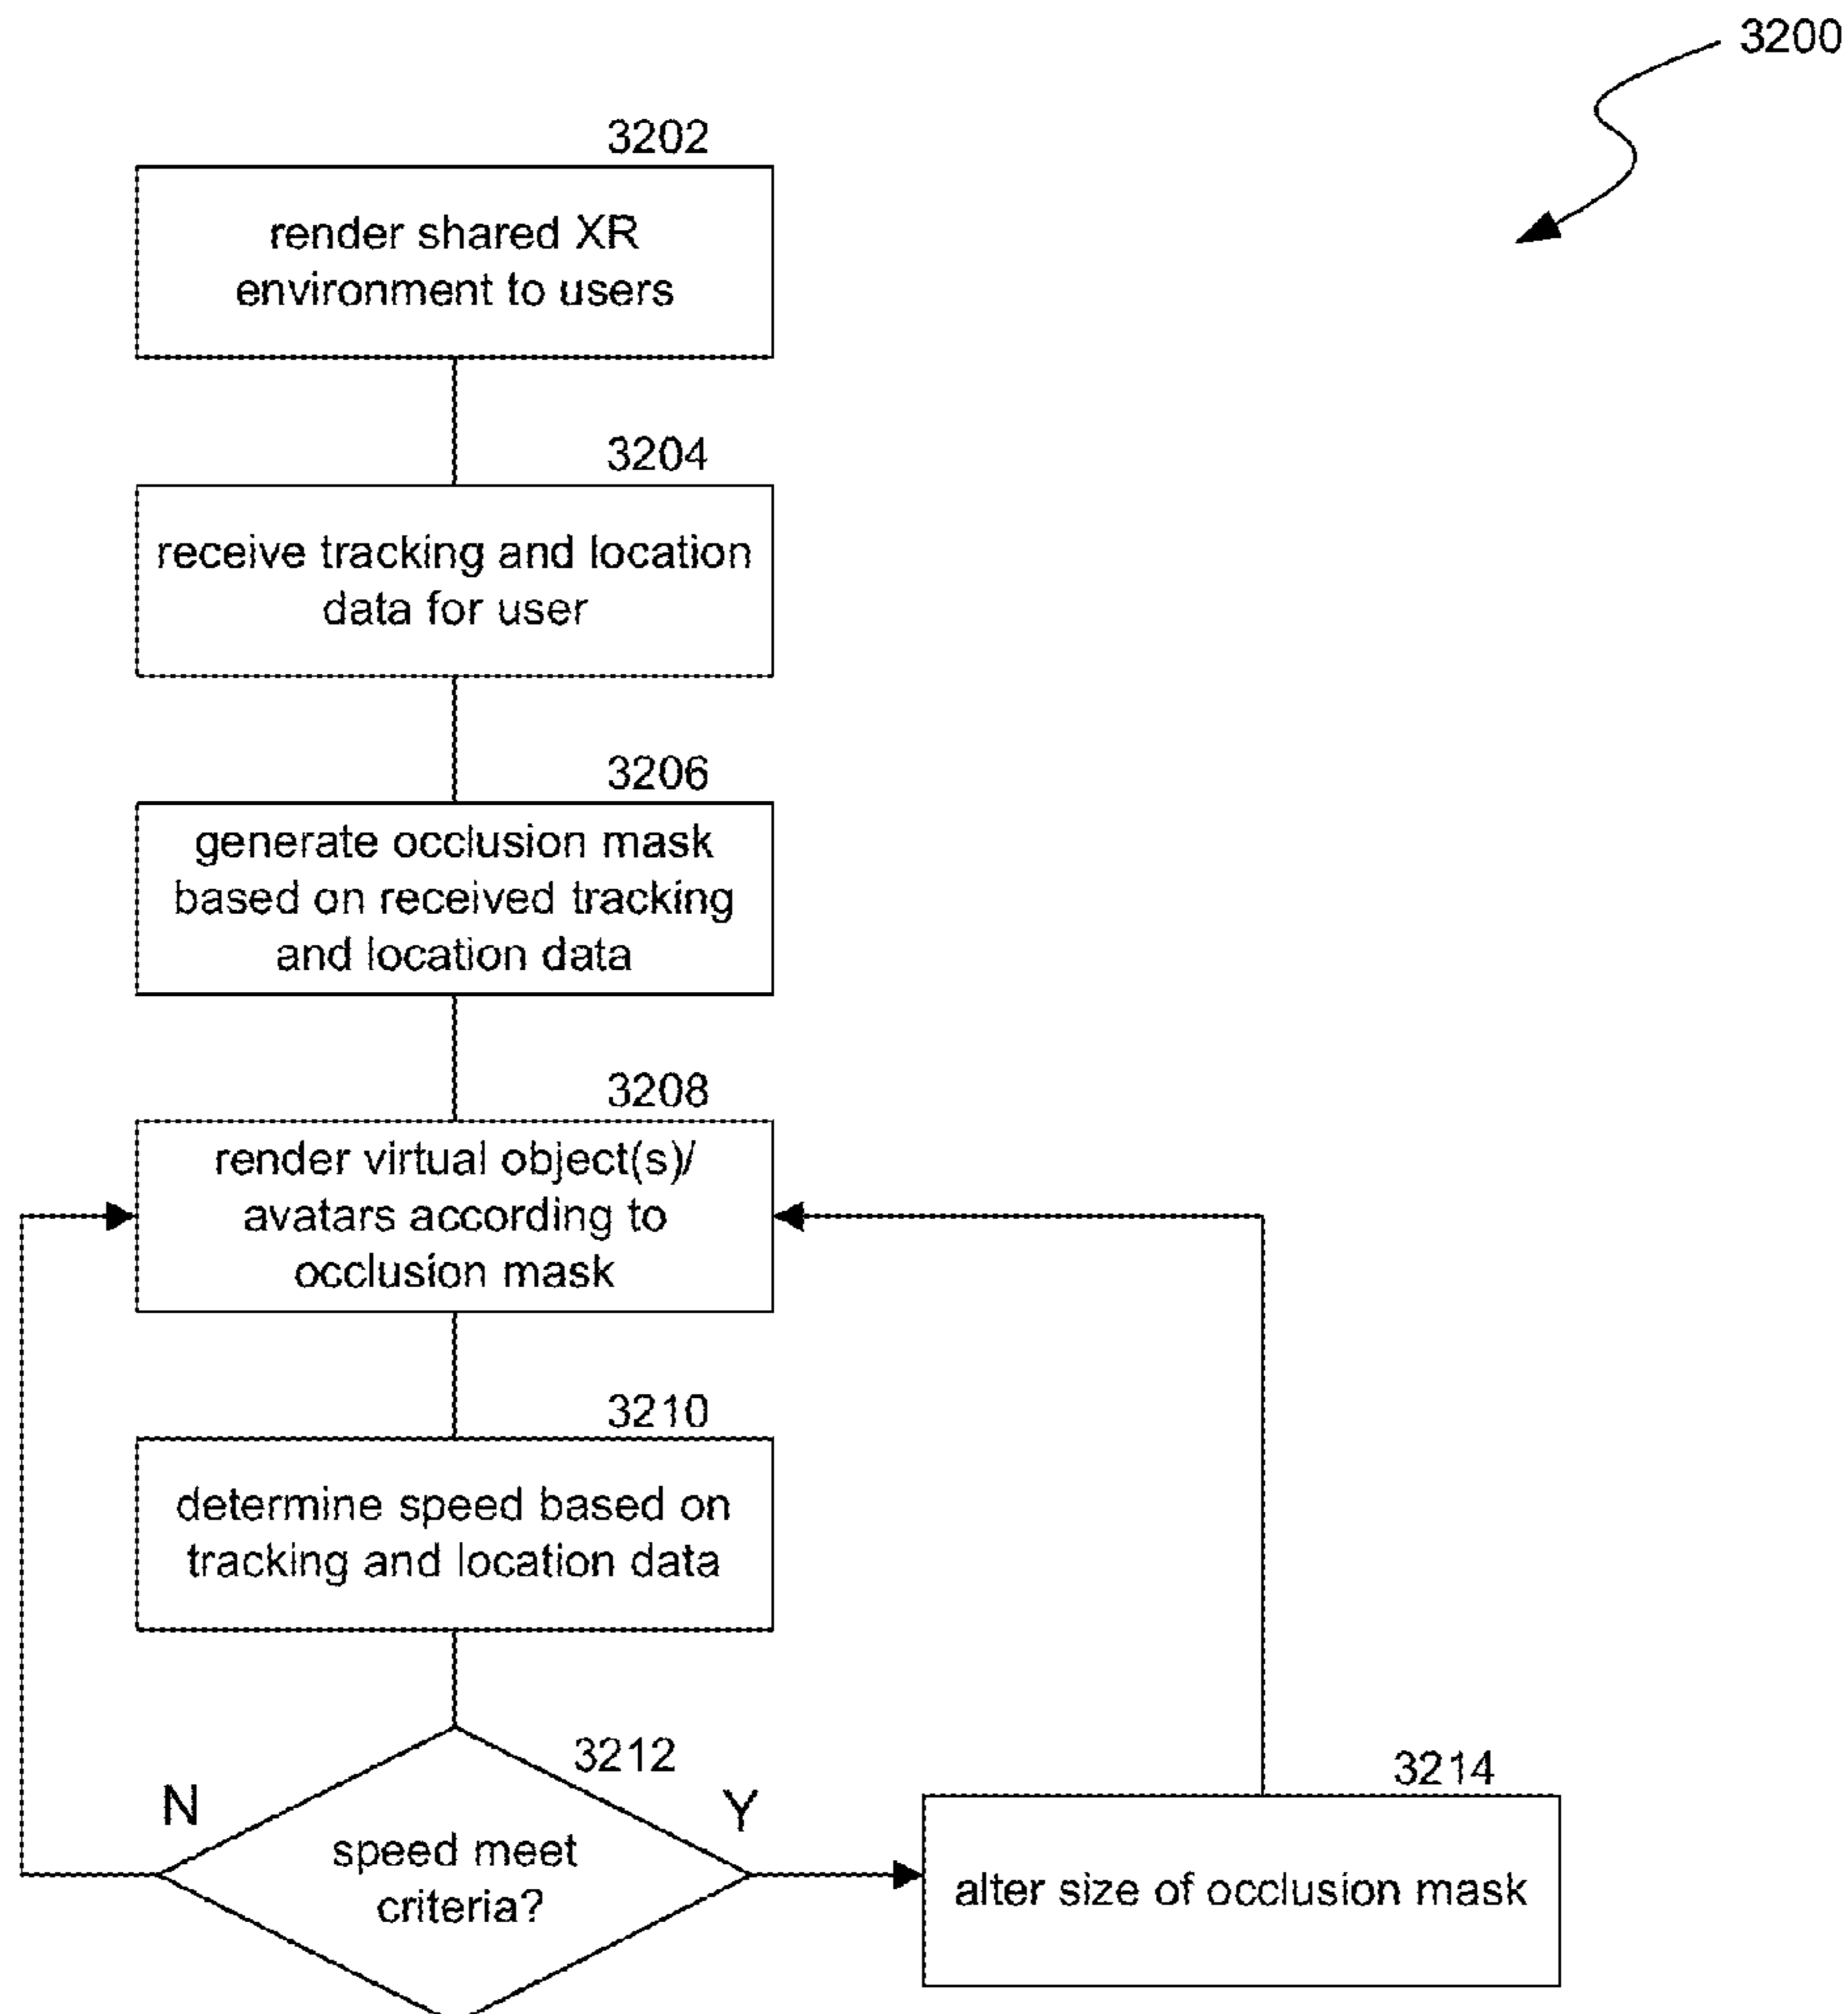 3200
3202
render shared XR
environment to users
3204
receive tracking and location
data for user
3206
generate occlusion mask
based on received tracking
and location data
3208
render virtual object(s)/
avatars according to
occlusion mask
3210
determine speed based on
tracking and location data
3212
N
Y
speed meet
criteria?
3214
alter size of occlusion mask